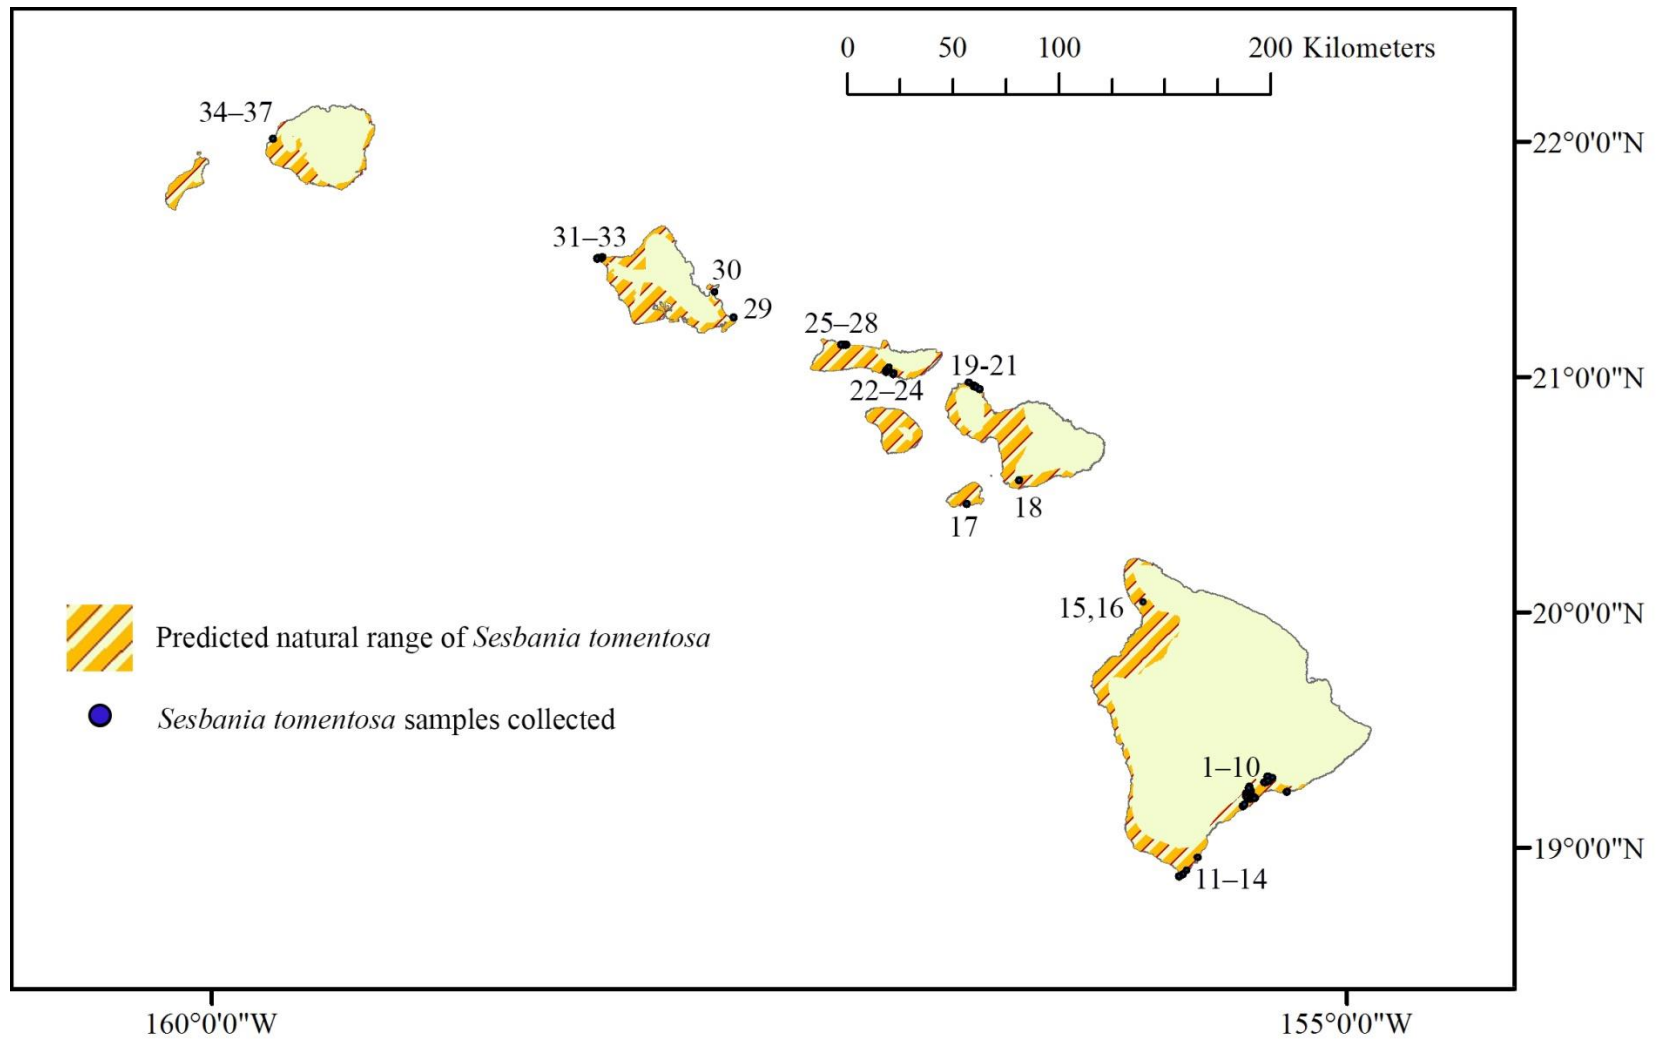 0 50 100 200 Kilometers
34–37
22°0'0"N
31–33
30
29
25–28
19-21
21°0'0"N
22–24
18
17
15,16
20°0'0"N
Predicted natural range of Sesbania tomentosa
Sesbania tomentosa samples collected
1–10
19°0'0"N
11–14
160°0'0"W 155°0'0"W